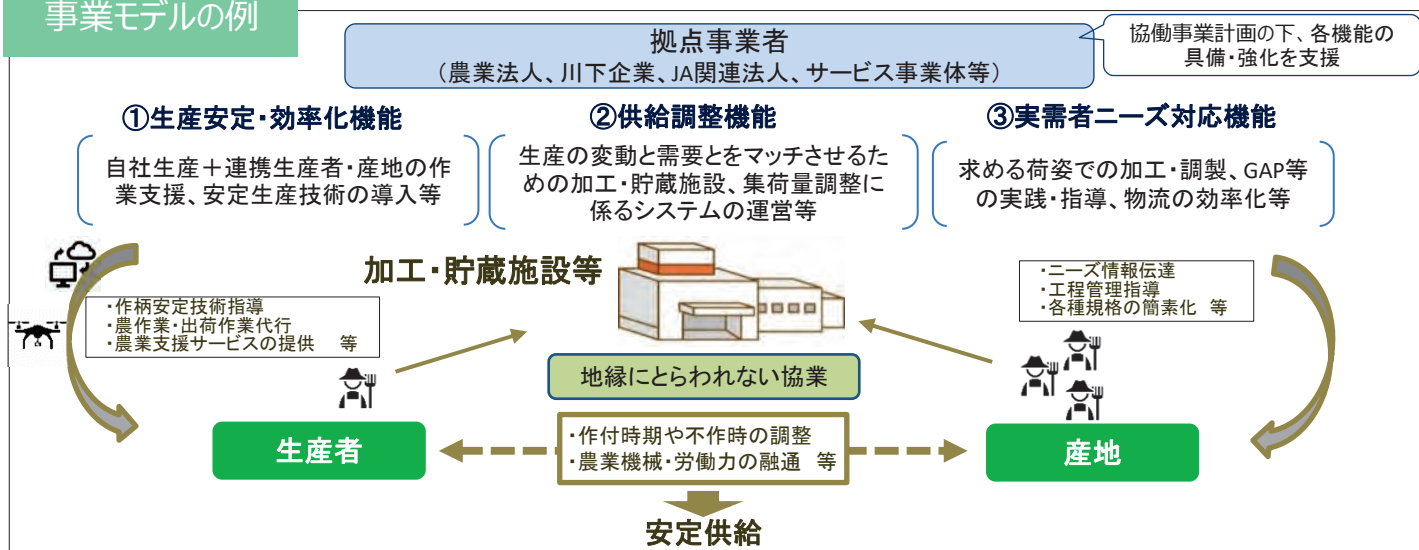 事業モデルの例
拠点事業者
（農業法人、川下企業、JA関連法人、サービス事業体等）
協働事業計画の下、各機能の
具備・強化を支援
①生産安定・効率化機能
自社生産＋連携生産者・産地の作
業支援、安定生産技術の導入等
②供給調整機能
生産の変動と需要とをマッチさせるた
めの加工・貯蔵施設、集荷量調整に
係るシステムの運営等
③実需者ニーズ対応機能
求める荷姿での加工・調製、GAP等
の実践・指導、物流の効率化等
加工・貯蔵施設等
・作柄安定技術指導
・農作業・出荷作業代行
・農業支援サービスの提供　等
・ニーズ情報伝達
・工程管理指導
・各種規格の簡素化　等
地縁にとらわれない協業
生産者
・作付時期や不作時の調整
・農業機械・労働力の融通　等
産地
安定供給